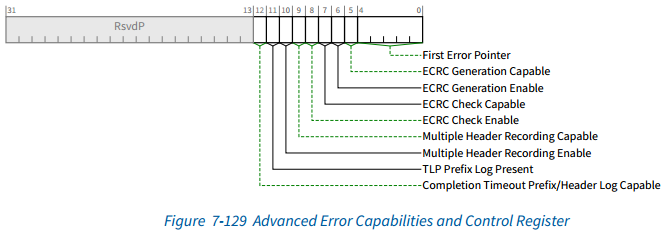 31 13 12 11 10 9 8 7 6 5 4 0
RsvdP
First Error Pointer
ECRC Generation Capable
ECRC Generation Enable
ECRC Check Capable
ECRC Check Enable
Multiple Header Recording Capable
Multiple Header Recording Enable
TLP Prefix Log Present
Completion Timeout Prefix/Header Log Capable
Figure 7-129 Advanced Error Capabilities and Control Register